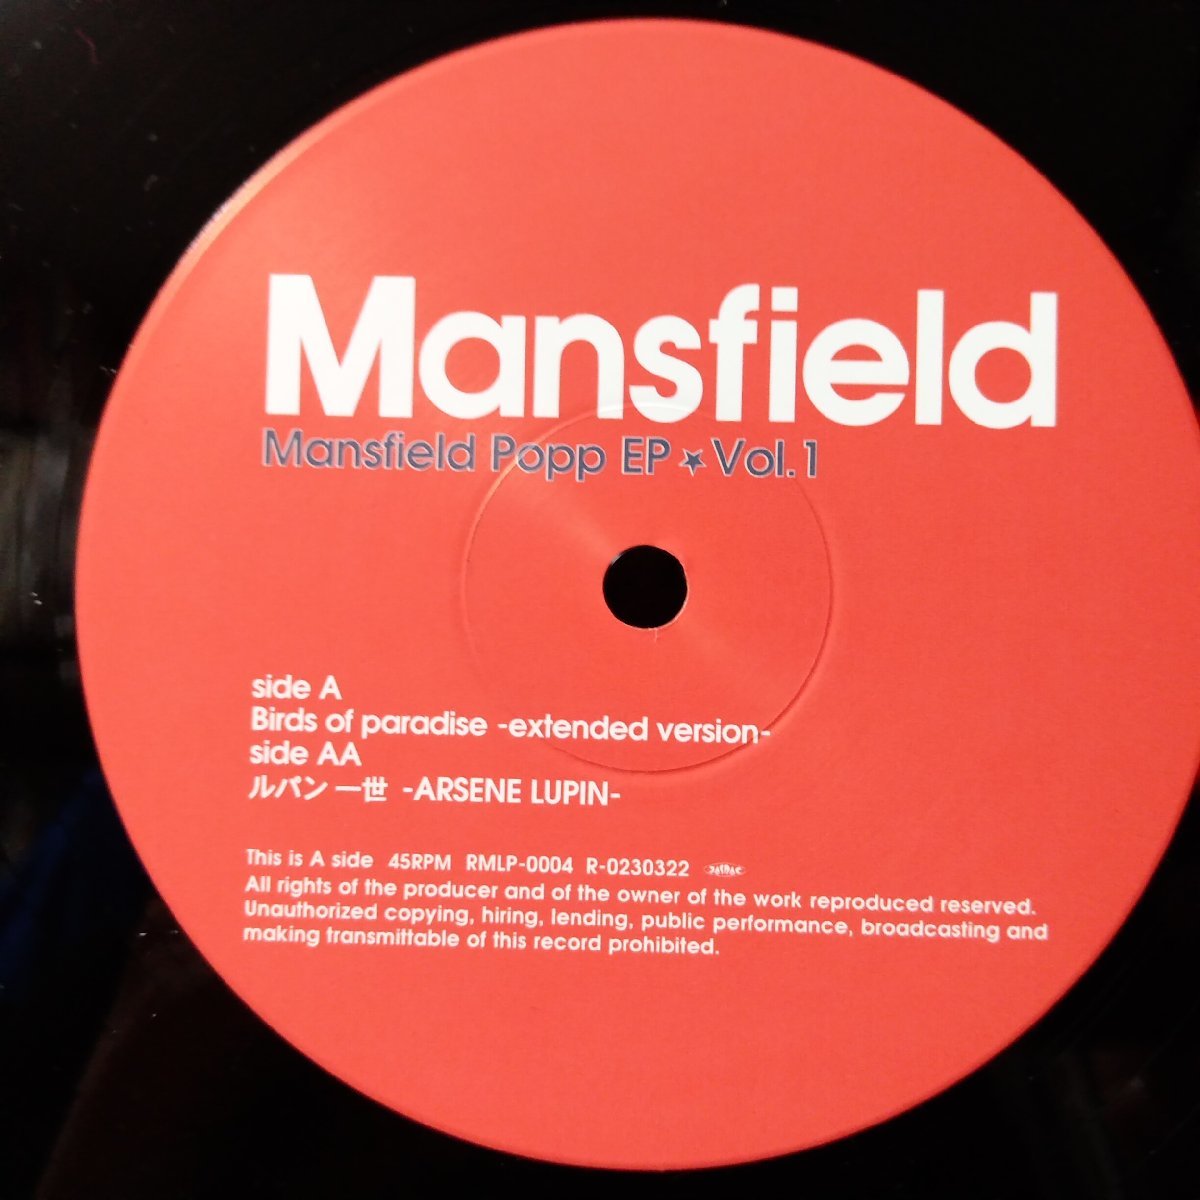 Mansfield
Mansfield Popp EP ★ Vol.1
side A
Birds of paradise -extended version-
side AA
ルパン一世 -ARSENE LUPIN-
This is A side 45RPM RMLP-0004 R-0230322 JASRAC
All rights of the producer and of the owner of the work reproduced reserved.
Unauthorized copying, hiring, lending, public performance, broadcasting and
making transmittable of this record prohibited.